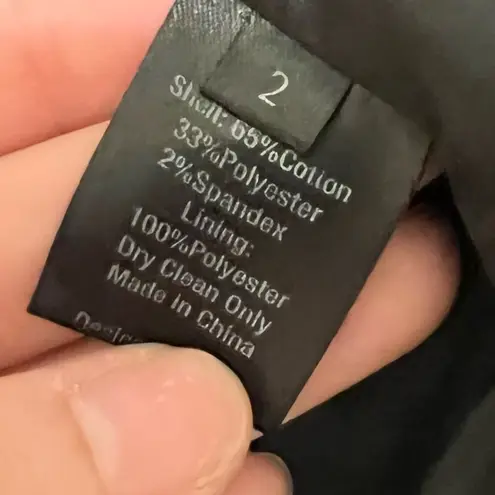 2
Shell: 65%Cotton
33%Polyester
2%Spandex
Lining:
100%Polyester
Dry Clean Only
Made In China